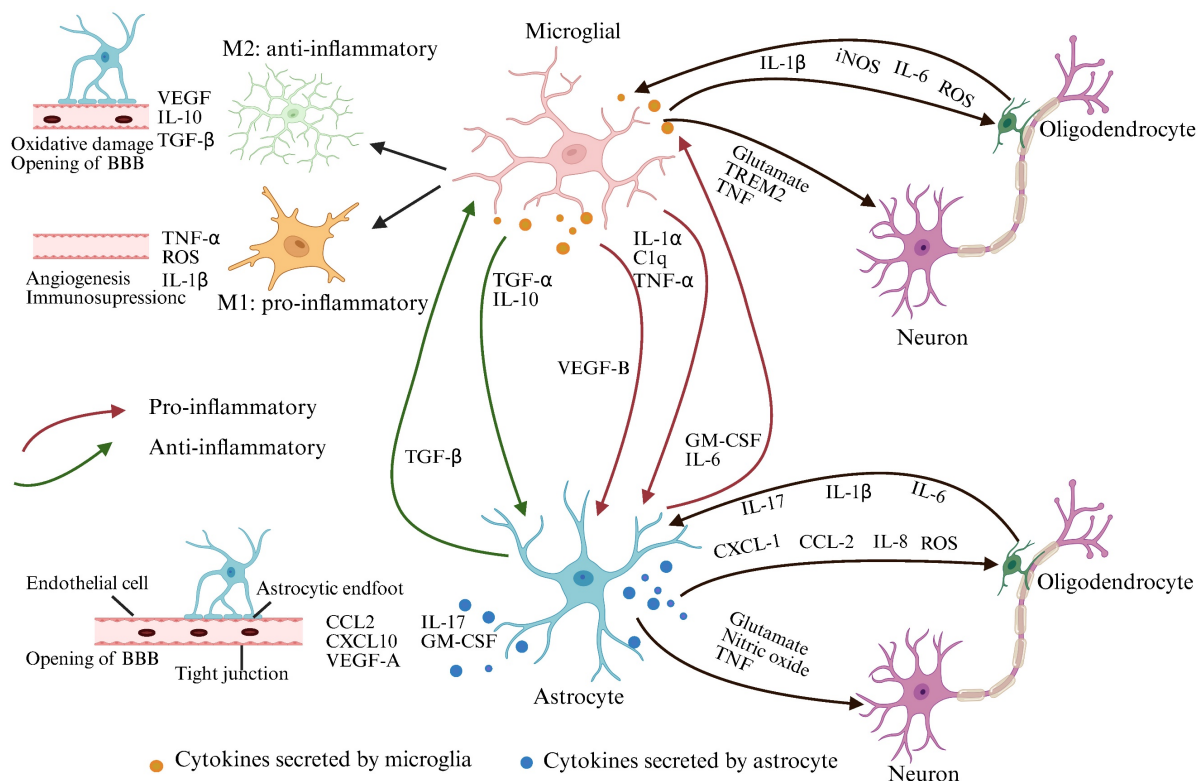 Microglial
M2: anti-inflammatory
VEGF
IL-10
TGF-β
Oxidative damage
Opening of BBB
TNF-α
ROS
IL-1β
Angiogenesis
Immunosupressionc
M1: pro-inflammatory
IL-1β
iNOS
IL-6
ROS
Oligodendrocyte
Glutamate
TREM2
TNF
Neuron
TGF-α
IL-10
IL-1α
C1q
TNF-α
VEGF-B
Pro-inflammatory
Anti-inflammatory
TGF-β
GM-CSF
IL-6
IL-17
IL-1β
IL-6
CXCL-1
CCL-2
IL-8
ROS
Oligodendrocyte
Endothelial cell
Astrocytic endfoot
Opening of BBB
Tight junction
CCL2
CXCL10
VEGF-A
IL-17
GM-CSF
Astrocyte
Glutamate
Nitric oxide
TNF
Neuron
Cytokines secreted by microglia
Cytokines secreted by astrocyte